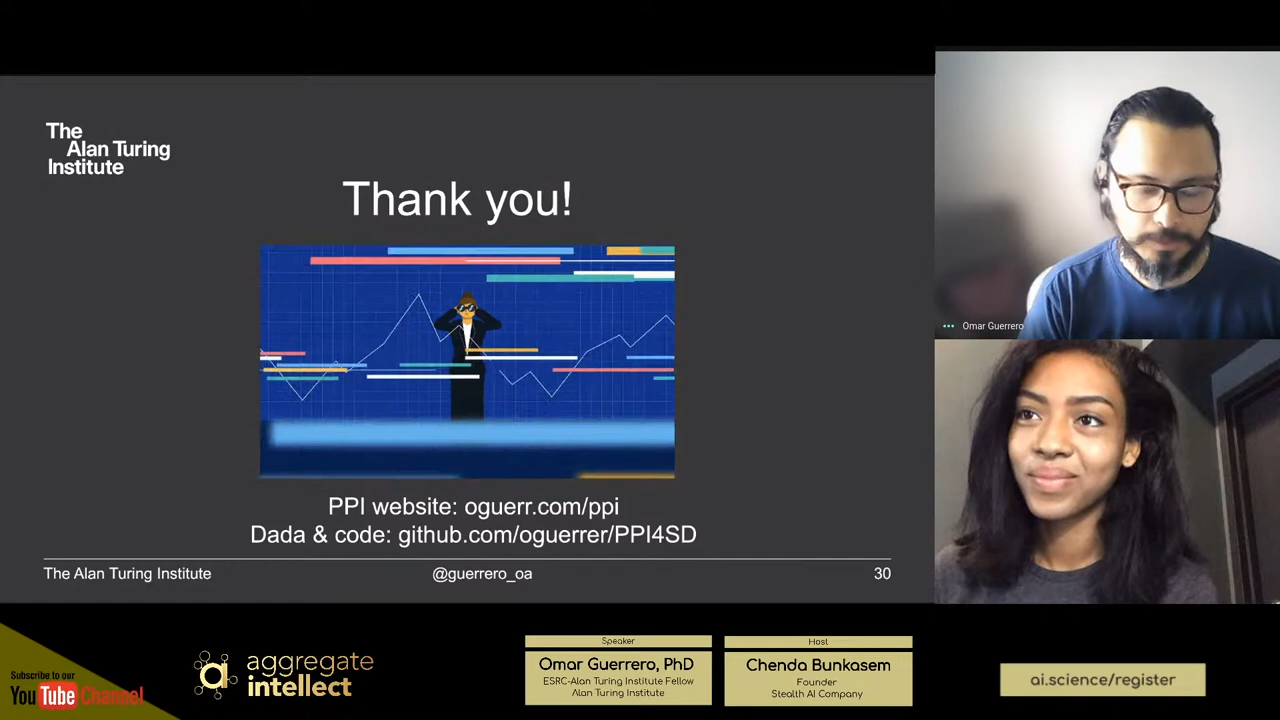 The
Alan Turing
Institute
Thank you!
PPI website: oguerr.com/ppi
Dada & code: github.com/oguerrer/PPI4SD
The Alan Turing Institute
@guerrero_oa
30
Omar Guerrero
Subscribe to our
YouTube Channel
a
aggregate
intellect
Speaker
Omar Guerrero, PhD
ESRC-Alan Turing Institute Fellow
Alan Turing Institute
Host
Chenda Bunkasem
Founder
Stealth AI Company
ai.science/register